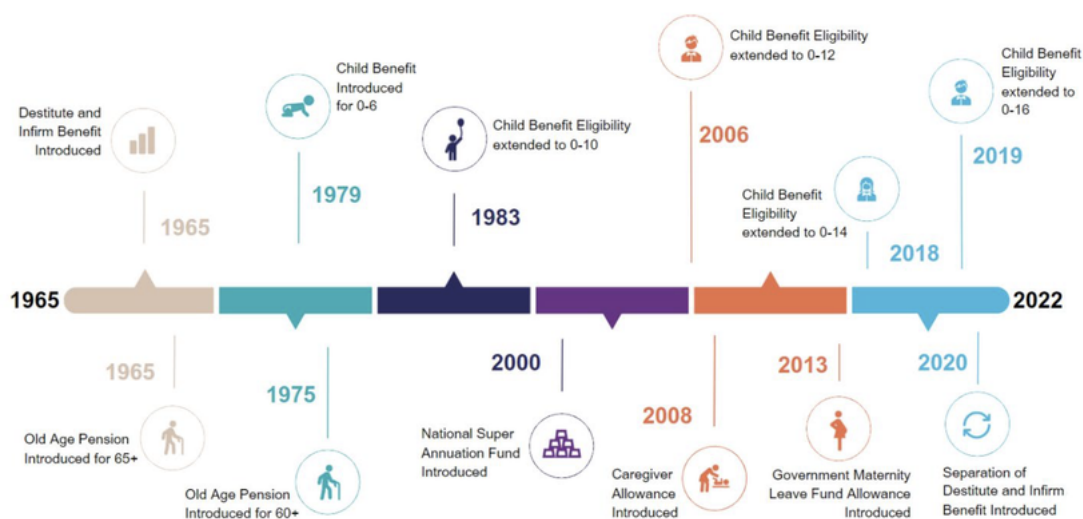 Destitute and
Infirm Benefit
Introduced
1965
Child Benefit
Introduced
for 0-6
1979
Child Benefit Eligibility
extended to 0-10
1983
Child Benefit Eligibility
extended to 0-12
2006
Child Benefit
Eligibility
extended to 0-14
2018
Child Benefit
Eligibility
extended to
0-16
2019
1965
2022
1965
Old Age Pension
Introduced for 65+
1975
Old Age Pension
Introduced for 60+
2000
National Super
Annuation Fund
Introduced
2008
Caregiver
Allowance
Introduced
2013
Government Maternity
Leave Fund Allowance
Introduced
2020
Separation of
Destitute and Infirm
Benefit Introduced